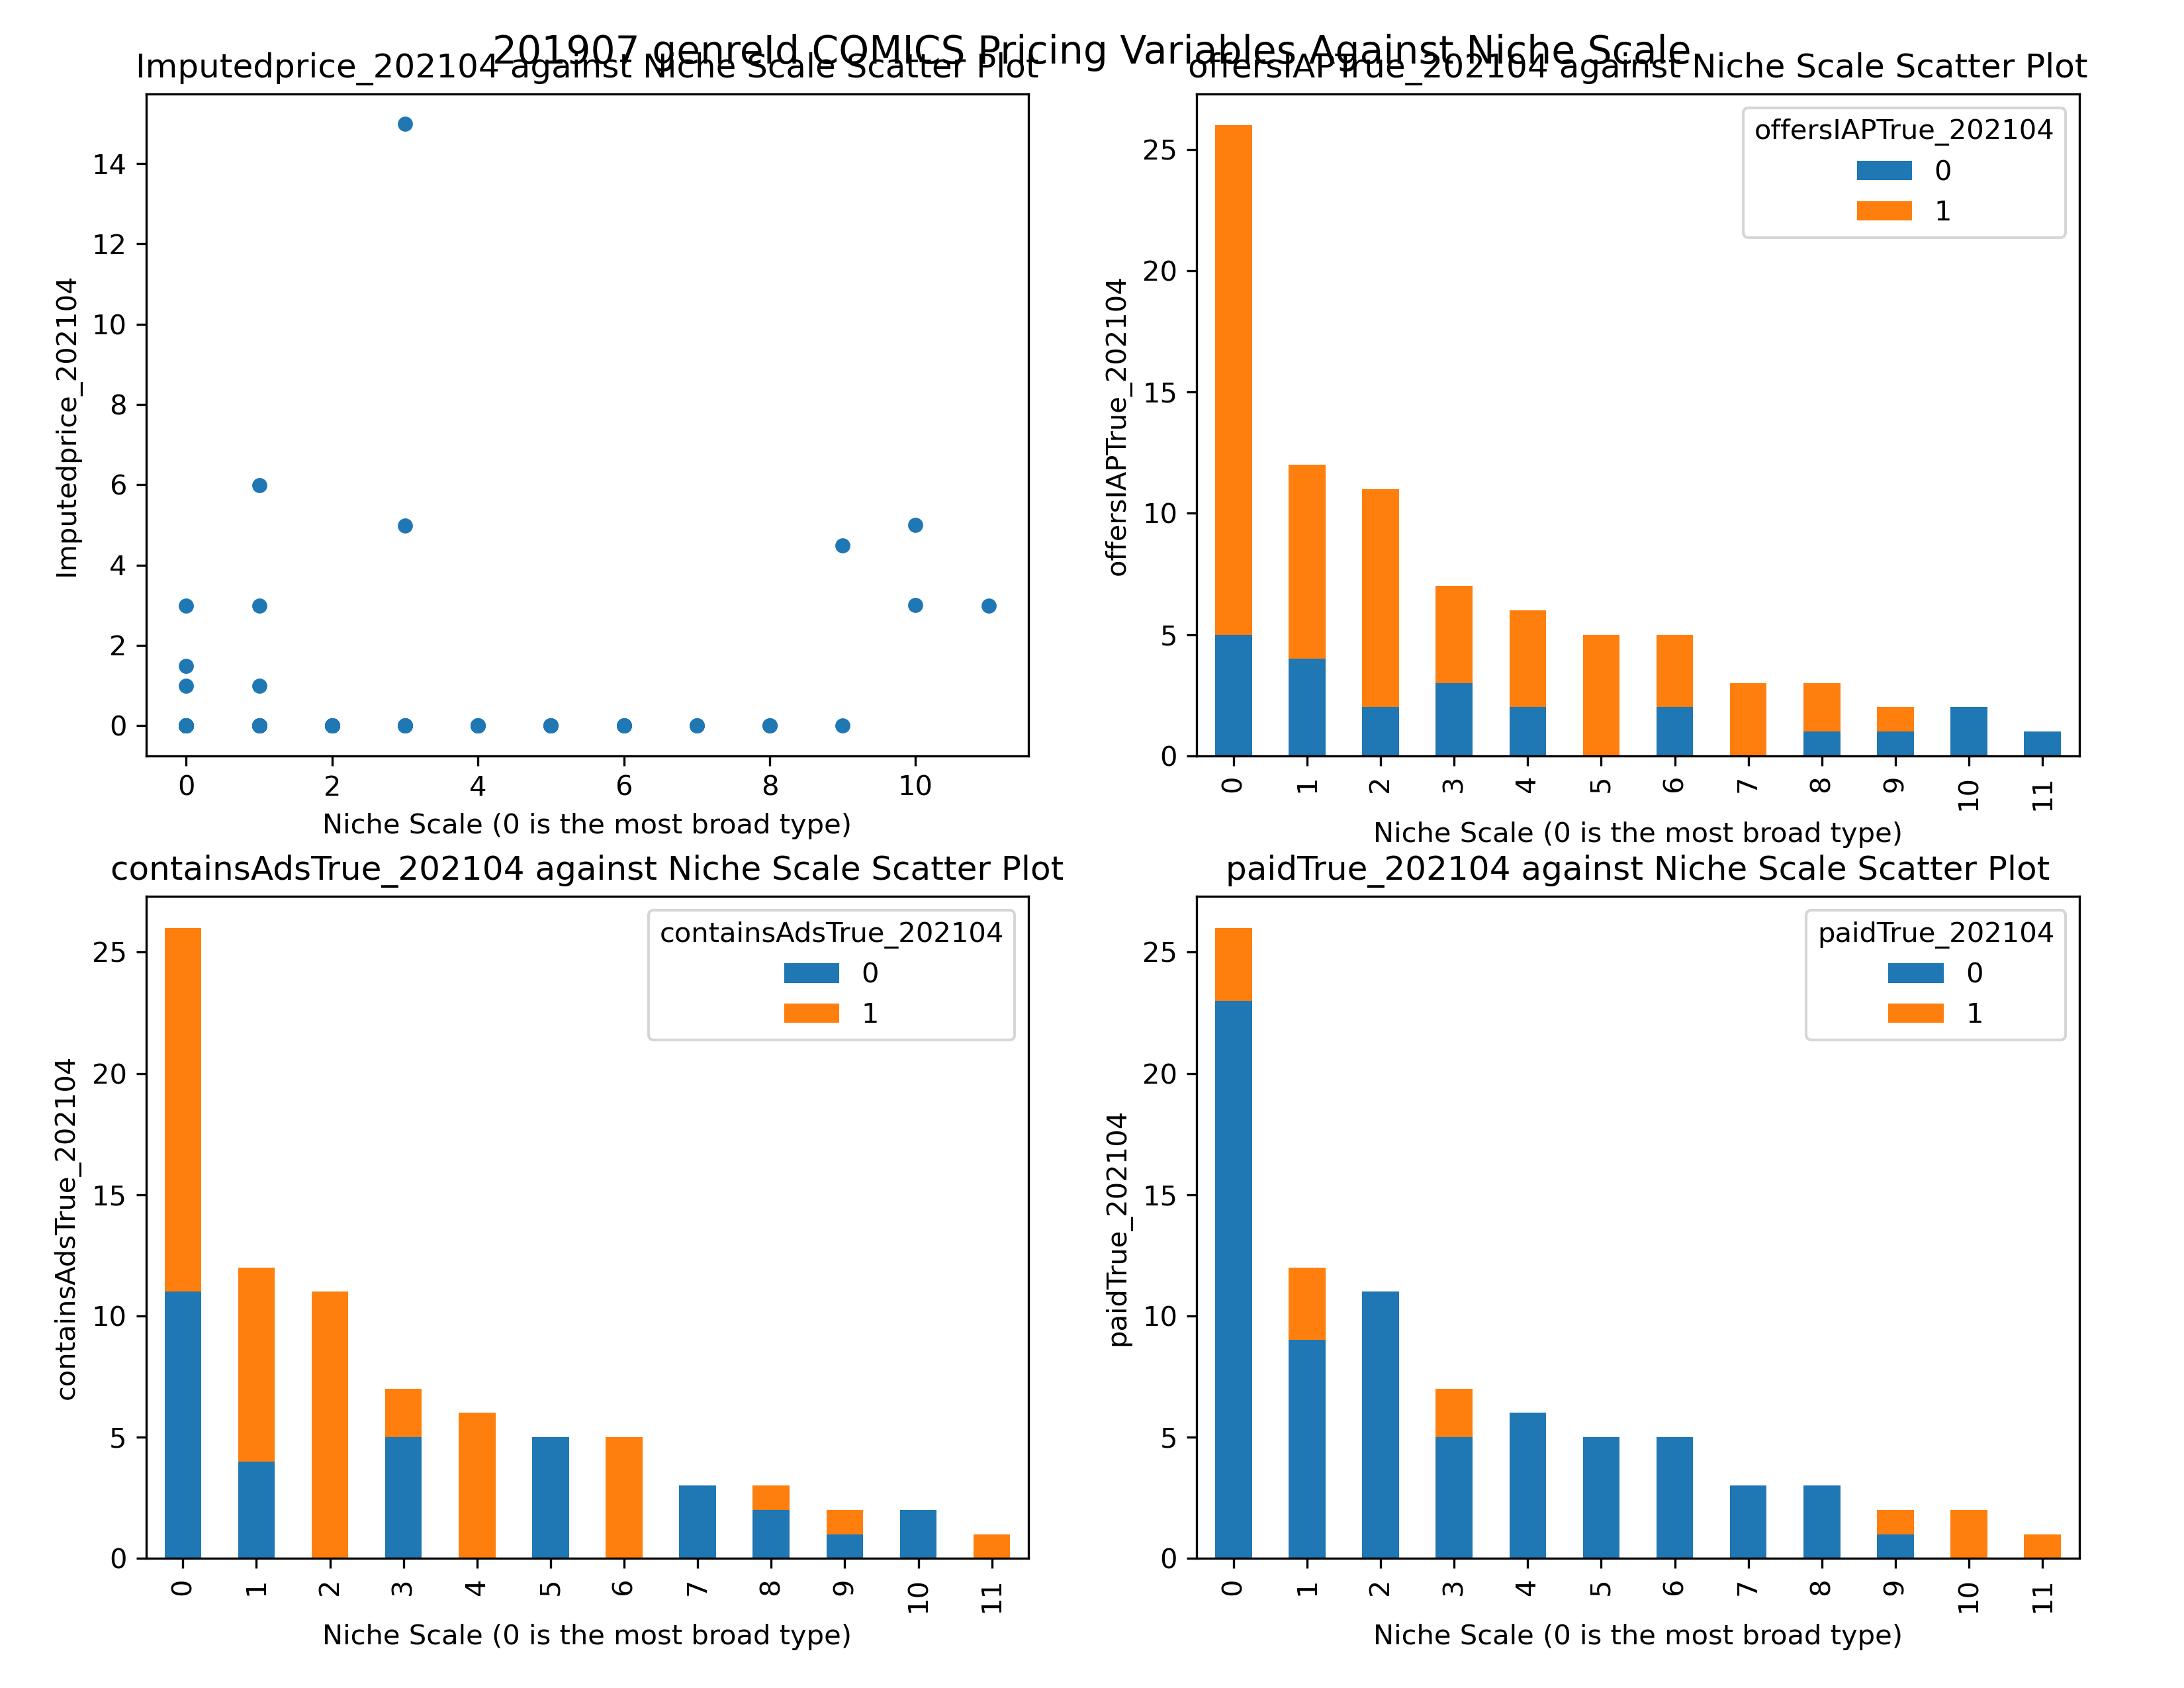 201907 genreId COMICS Pricing Variables Against Niche Scale
Imputedprice_202104 against Niche Scale Scatter Plot
Imputedprice_202104
14
12
10
8
6
4
2
0
0 2 4 6 8 10
Niche Scale (0 is the most broad type)
offersIAPTrue_202104 against Niche Scale Scatter Plot
offersIAPTrue_202104
25
20
15
10
5
0
offersIAPTrue_202104
0
1
0 1 2 3 4 5 6 7 8 9 10 11
Niche Scale (0 is the most broad type)
containsAdsTrue_202104 against Niche Scale Scatter Plot
containsAdsTrue_202104
25
20
15
10
5
0
containsAdsTrue_202104
0
1
0 1 2 3 4 5 6 7 8 9 10 11
Niche Scale (0 is the most broad type)
paidTrue_202104 against Niche Scale Scatter Plot
paidTrue_202104
25
20
15
10
5
0
paidTrue_202104
0
1
0 1 2 3 4 5 6 7 8 9 10 11
Niche Scale (0 is the most broad type)